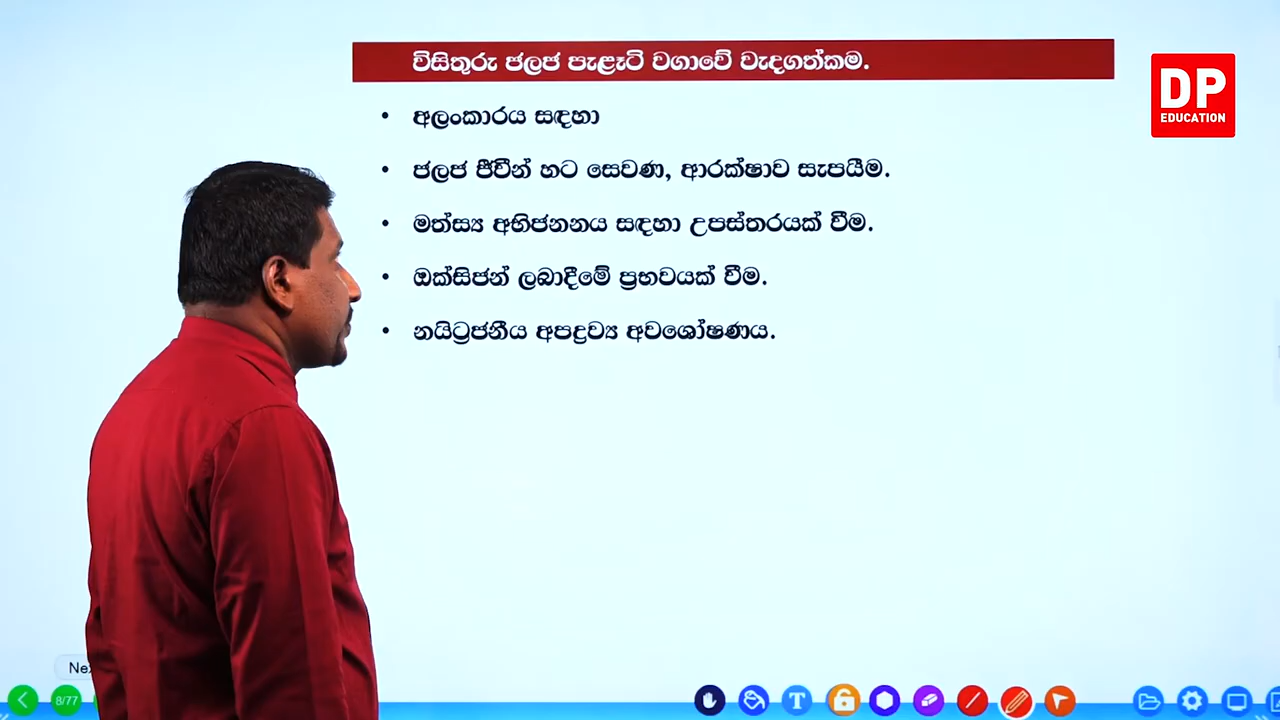 විසිතුරු ජලජ පැළෑටි වගාවේ වැදගත්කම.
DP
EDUCATION
• අලංකාරය සඳහා
• ජලජ ජීවීන් හට සෙවණ, ආරක්ෂාව සැපයීම.
• මත්ස්‍ය අභිජනනය සඳහා උපස්තරයක් වීම.
• ඔක්සිජන් ලබාදීමේ ප්‍රභවයක් වීම.
• නයිට්‍රජනීය අපද්‍රව්‍ය අවශෝෂණය.
8/77
T